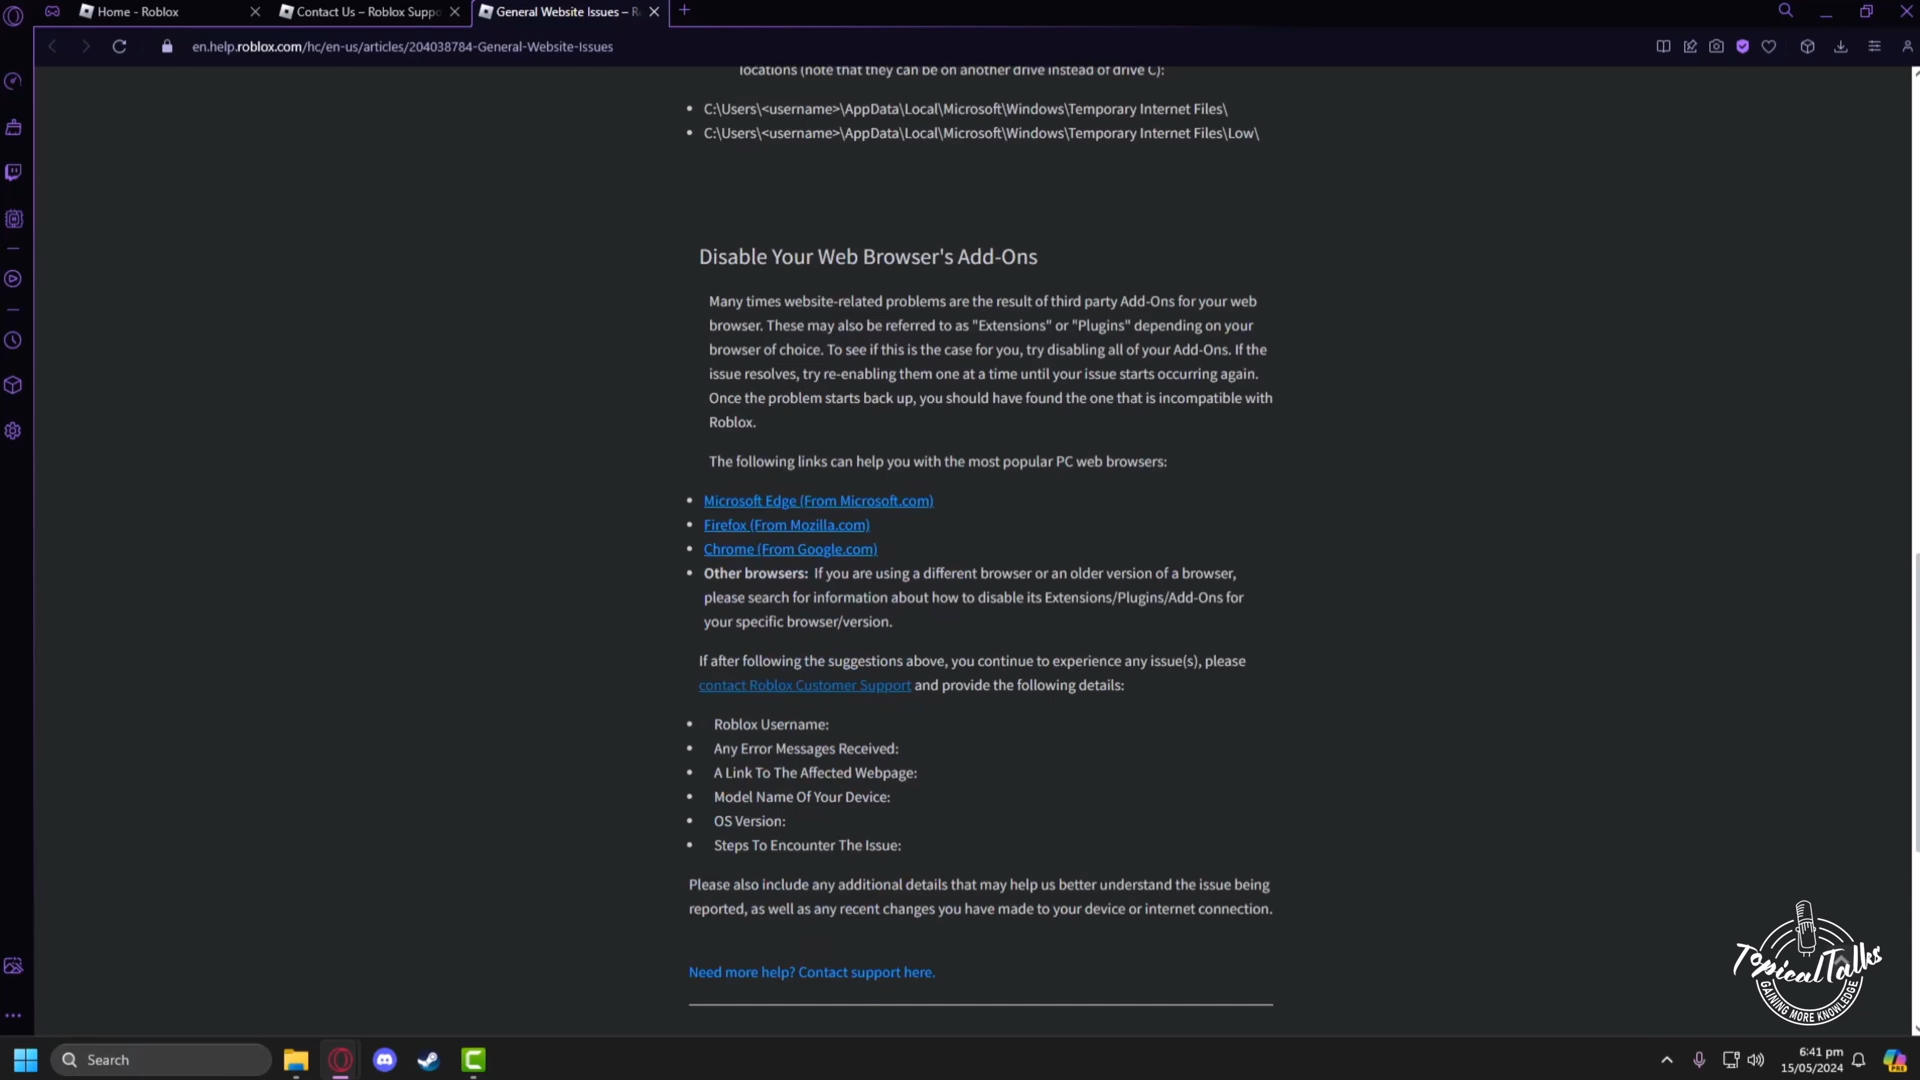 Home - Roblox
Contact Us – Roblox Suppo
General Website Issues – R
en.help.roblox.com/hc/en-us/articles/204038784-General-Website-Issues
locations (note that they can be on another drive instead of drive C):
• C:\Users\<username>\AppData\Local\Microsoft\Windows\Temporary Internet Files\
• C:\Users\<username>\AppData\Local\Microsoft\Windows\Temporary Internet Files\Low\
Disable Your Web Browser's Add-Ons
Many times website-related problems are the result of third party Add-Ons for your web
browser. These may also be referred to as "Extensions" or "Plugins" depending on your
browser of choice. To see if this is the case for you, try disabling all of your Add-Ons. If the
issue resolves, try re-enabling them one at a time until your issue starts occurring again.
Once the problem starts back up, you should have found the one that is incompatible with
Roblox.
The following links can help you with the most popular PC web browsers:
• Microsoft Edge (From Microsoft.com)
• Firefox (From Mozilla.com)
• Chrome (From Google.com)
• Other browsers: If you are using a different browser or an older version of a browser,
please search for information about how to disable its Extensions/Plugins/Add-Ons for
your specific browser/version.
If after following the suggestions above, you continue to experience any issue(s), please
contact Roblox Customer Support and provide the following details:
• Roblox Username:
• Any Error Messages Received:
• A Link To The Affected Webpage:
• Model Name Of Your Device:
• OS Version:
• Steps To Encounter The Issue:
Please also include any additional details that may help us better understand the issue being
reported, as well as any recent changes you have made to your device or internet connection.
Need more help? Contact support here.
TopicalTalks
GAINING MORE KNOWLEDGE
Search
6:41 pm
15/05/2024
PRE